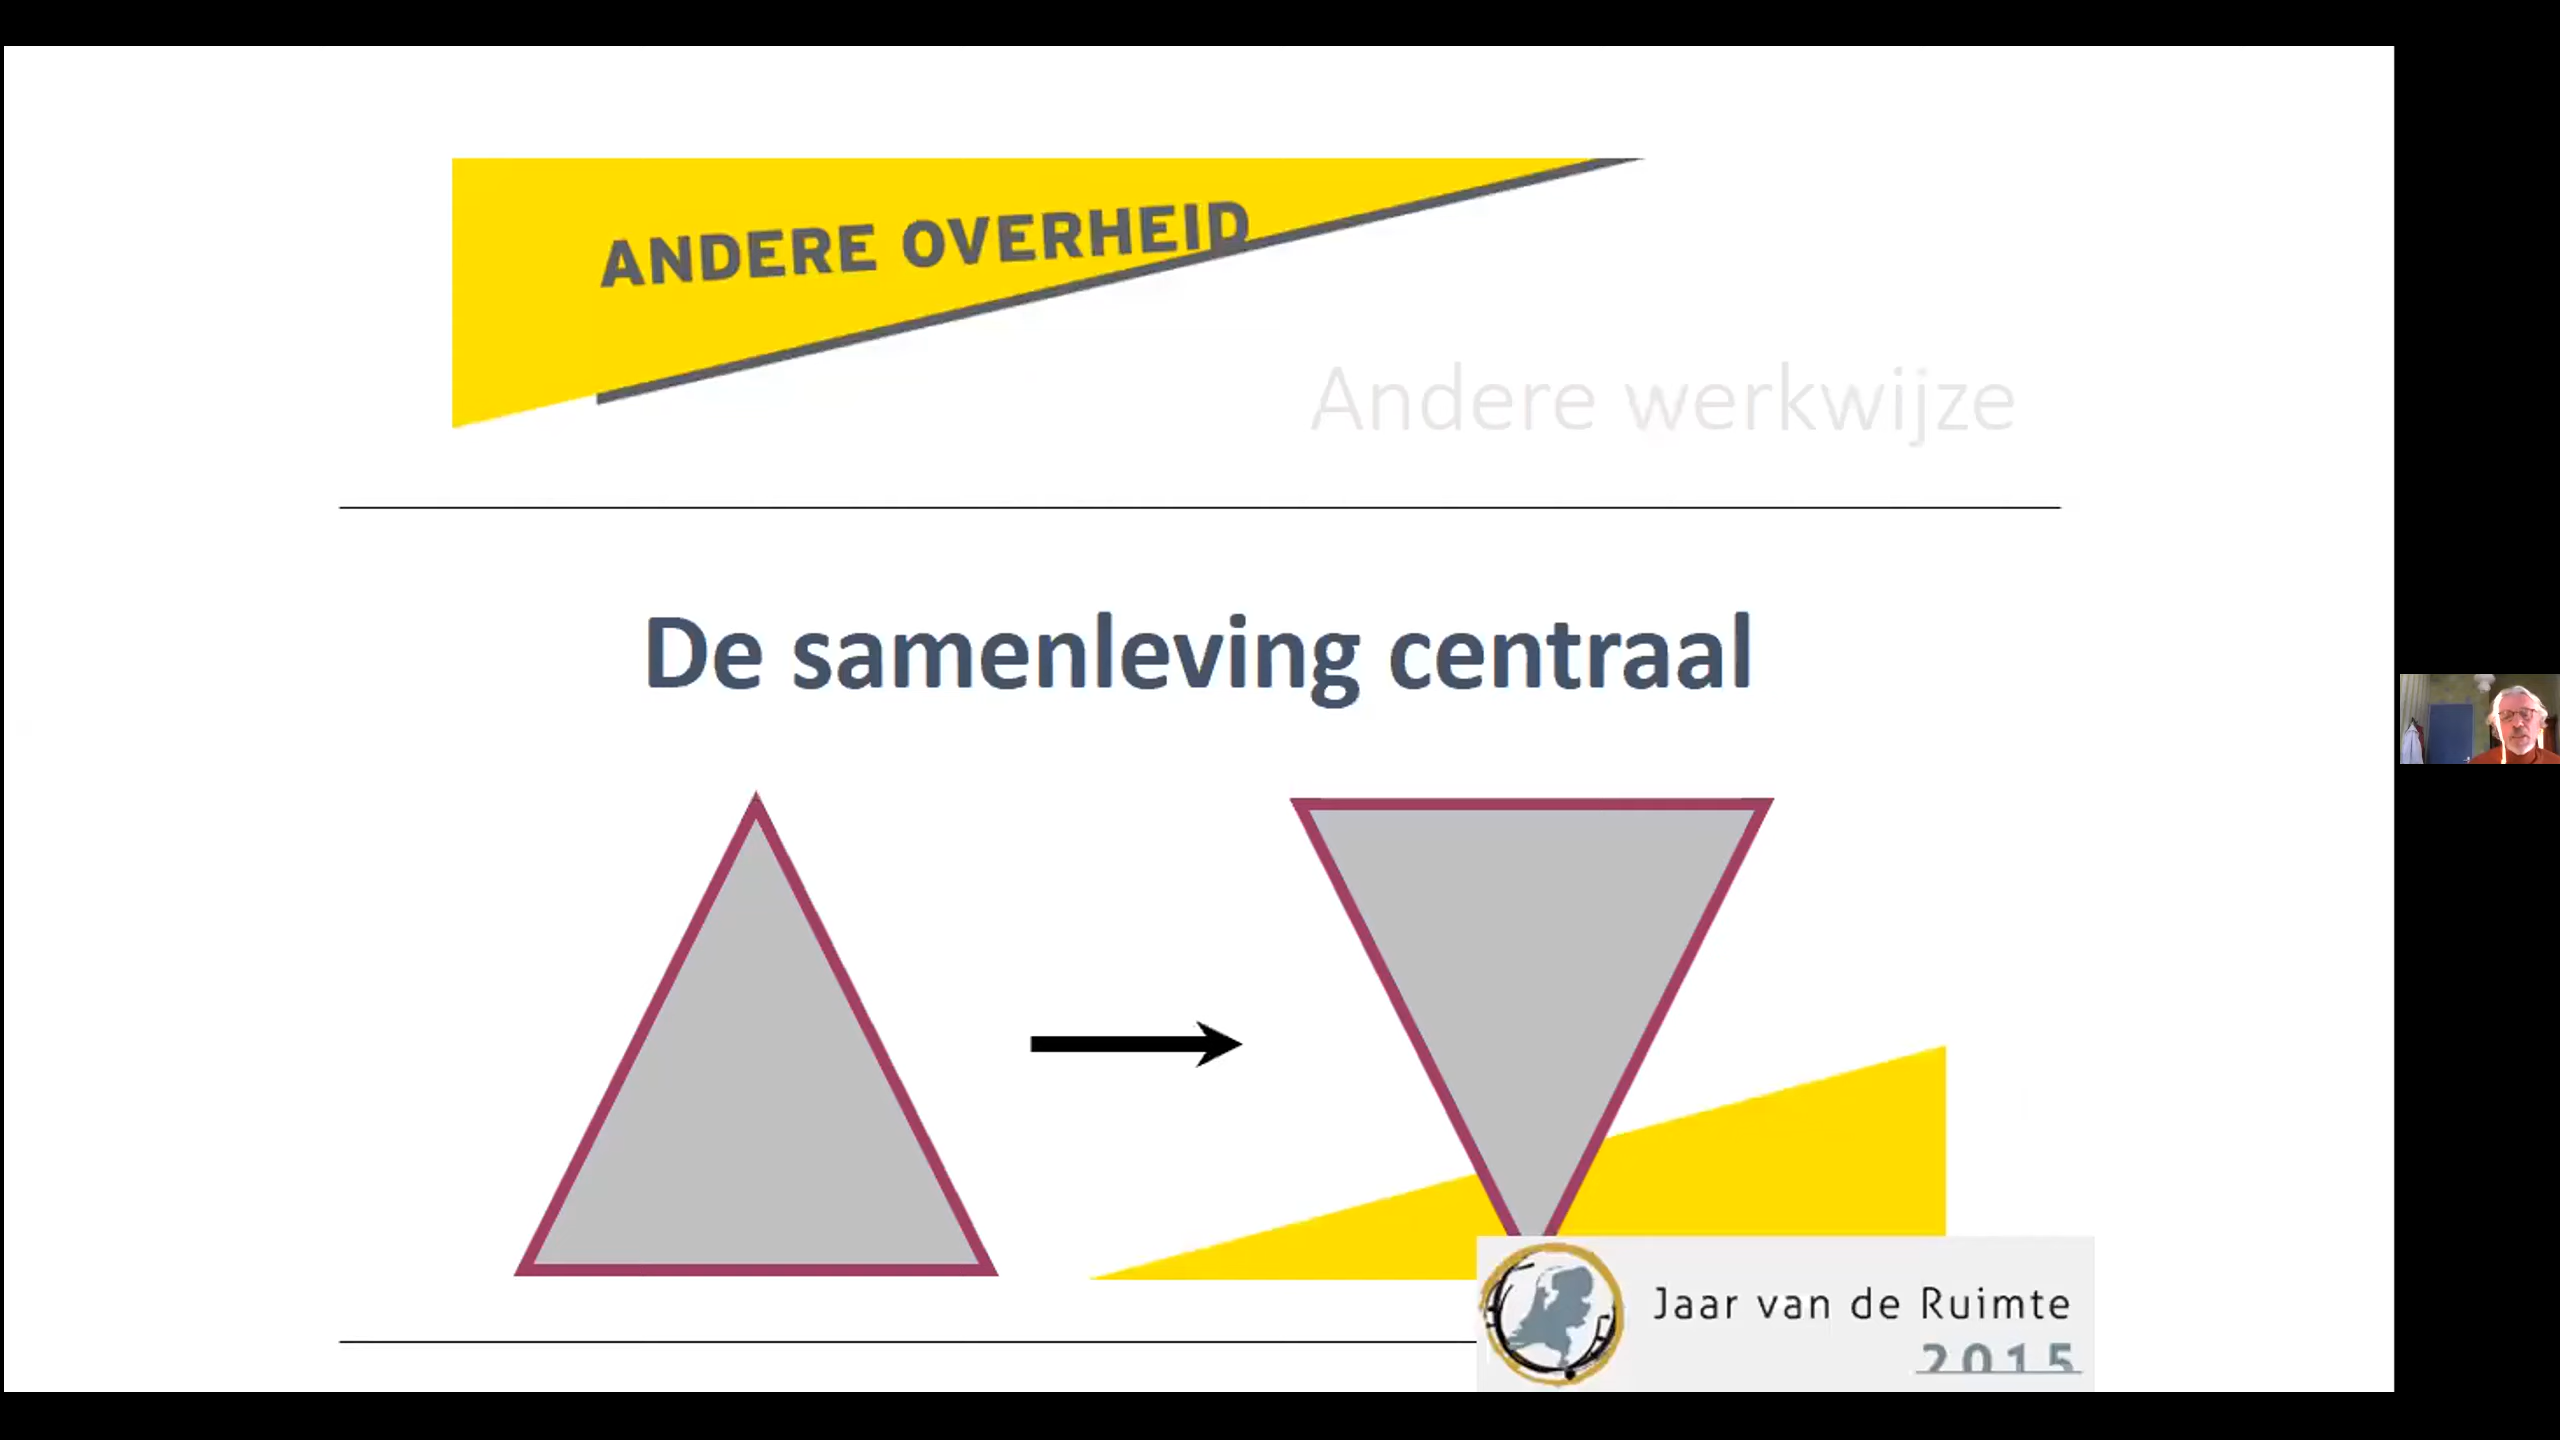 ANDERE OVERHEID
Andere werkwijze
De samenleving centraal
Jaar van de Ruimte
2015